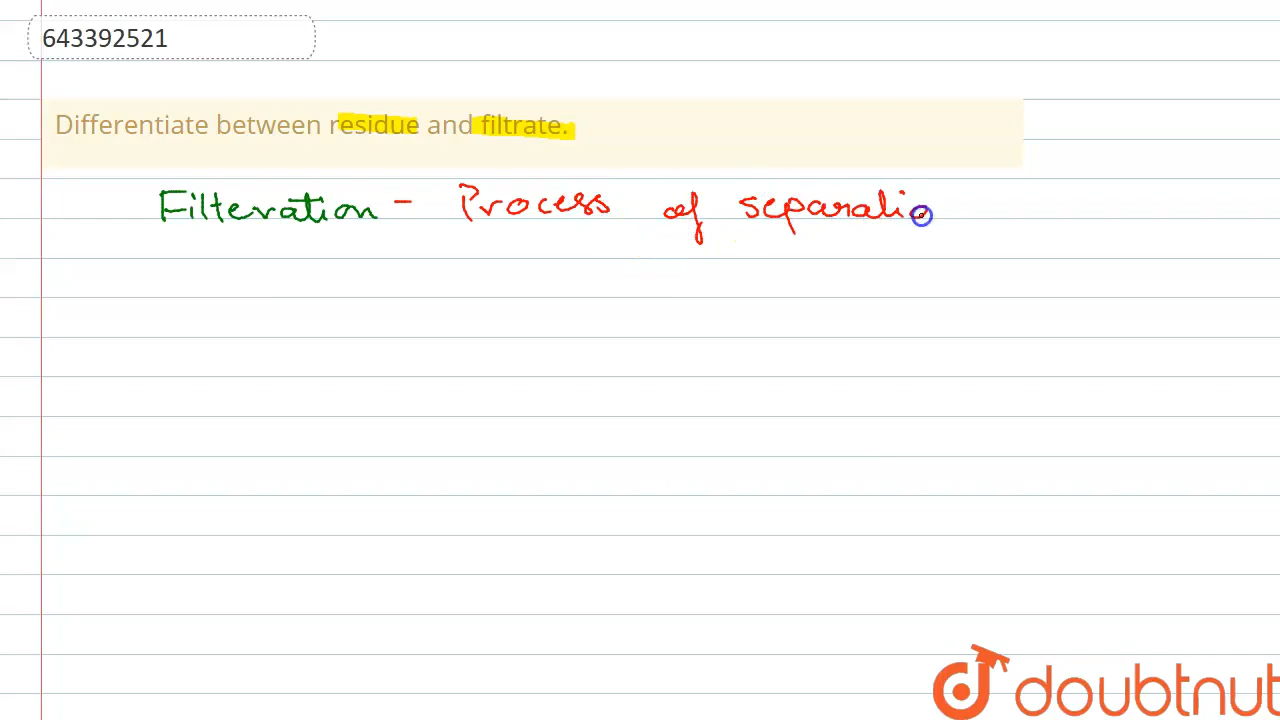 643392521
Differentiate between residue and filtrate.
Filteration - Process of separatio
doubtnut